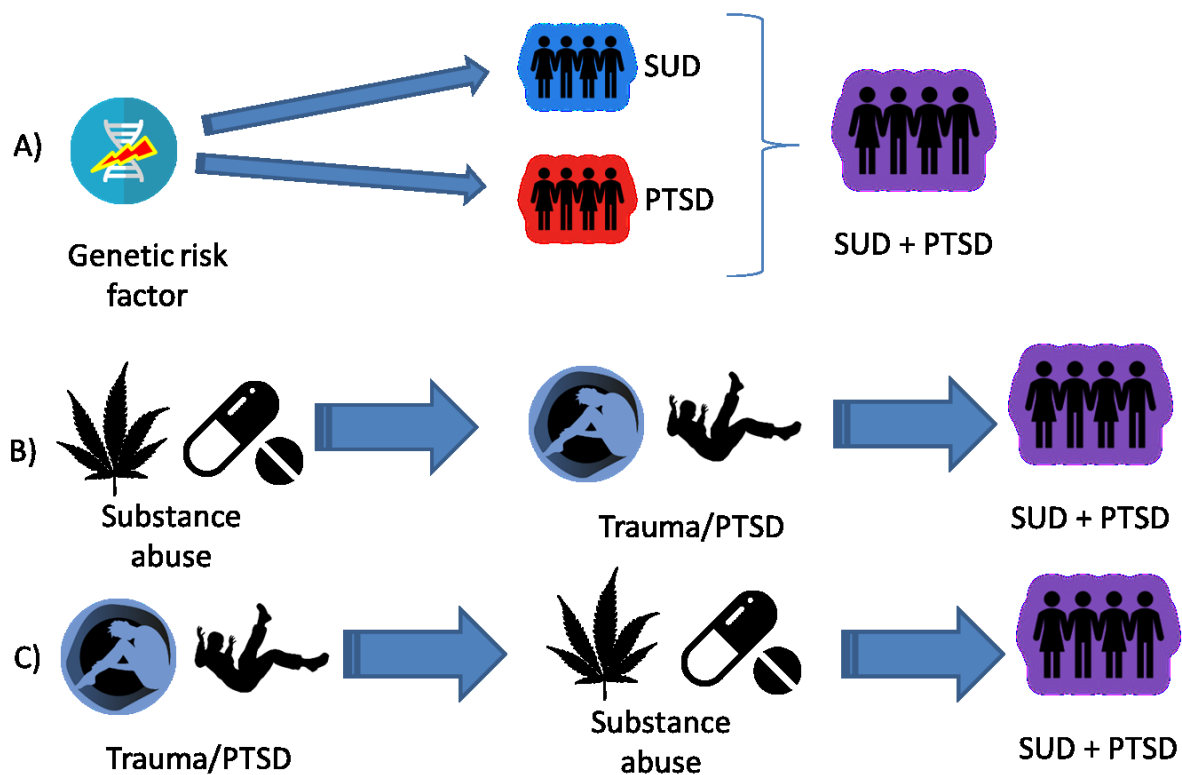 A)
Genetic risk
factor
SUD
PTSD
SUD + PTSD
B)
Substance
abuse
Trauma/PTSD
SUD + PTSD
C)
Trauma/PTSD
Substance
abuse
SUD + PTSD